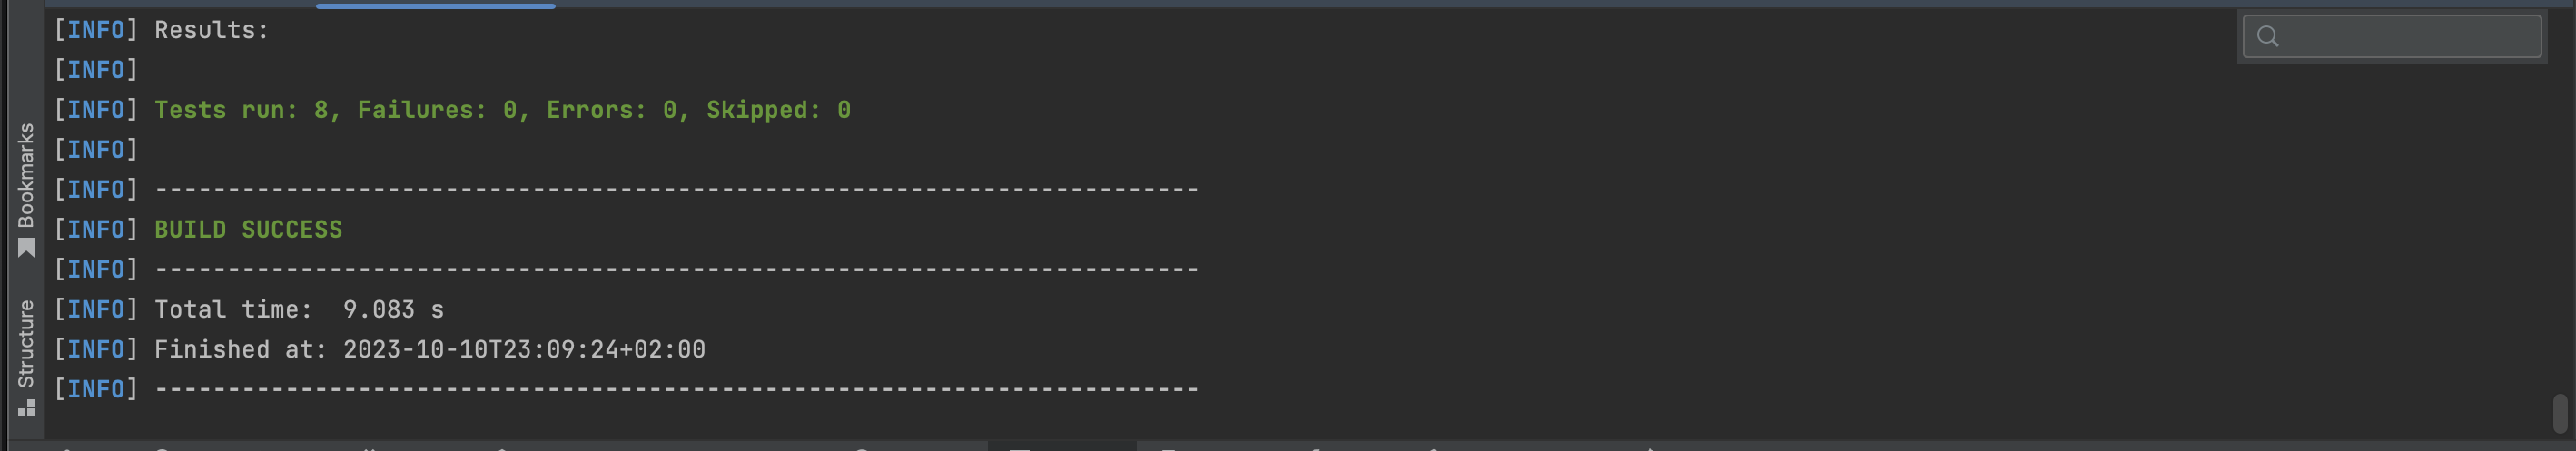 [INFO] Results:
[INFO]
[INFO] Tests run: 8, Failures: 0, Errors: 0, Skipped: 0
[INFO]
[INFO] ------------------------------------------------------------------------
[INFO] BUILD SUCCESS
[INFO] ------------------------------------------------------------------------
[INFO] Total time:  9.083 s
[INFO] Finished at: 2023-10-10T23:09:24+02:00
[INFO] ------------------------------------------------------------------------
Bookmarks
Structure